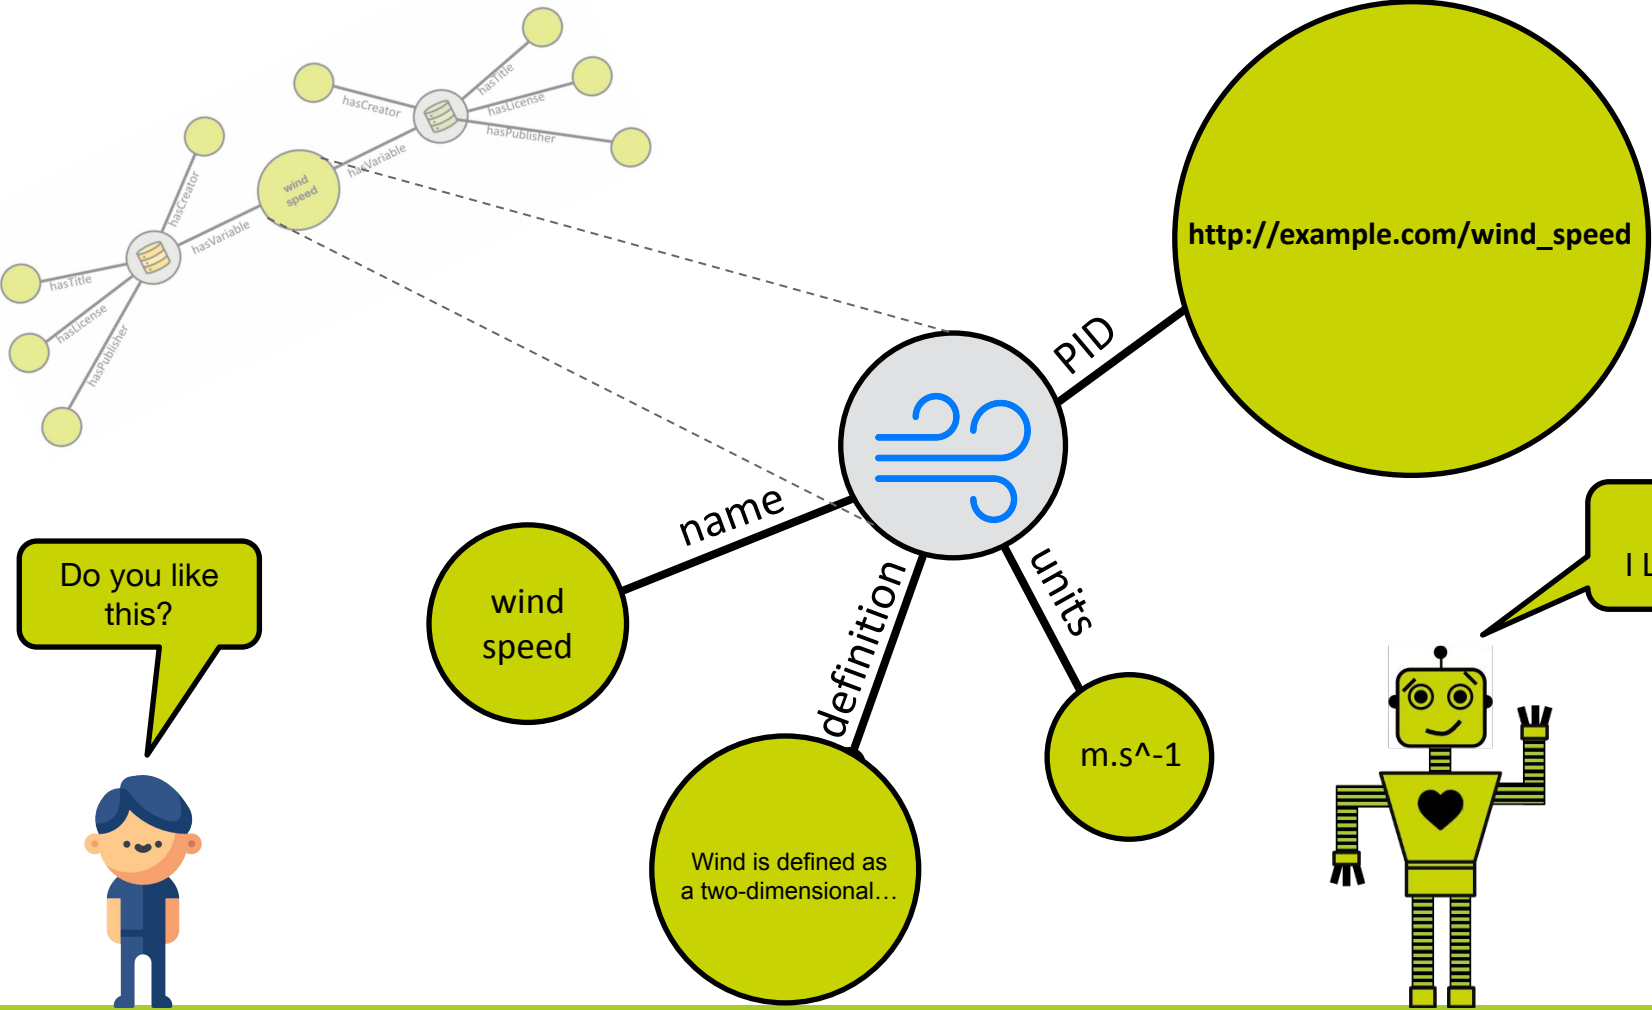 hasTitle
hasCreator
hasLicense
hasPublisher
hasVariable
wind
speed
hasCreator
hasVariable
hasTitle
hasLicense
hasPublisher
http://example.com/wind_speed
PID
name
definition
units
wind
speed
m.s^-1
Wind is defined as
a two-dimensional…
Do you like
this?
I L